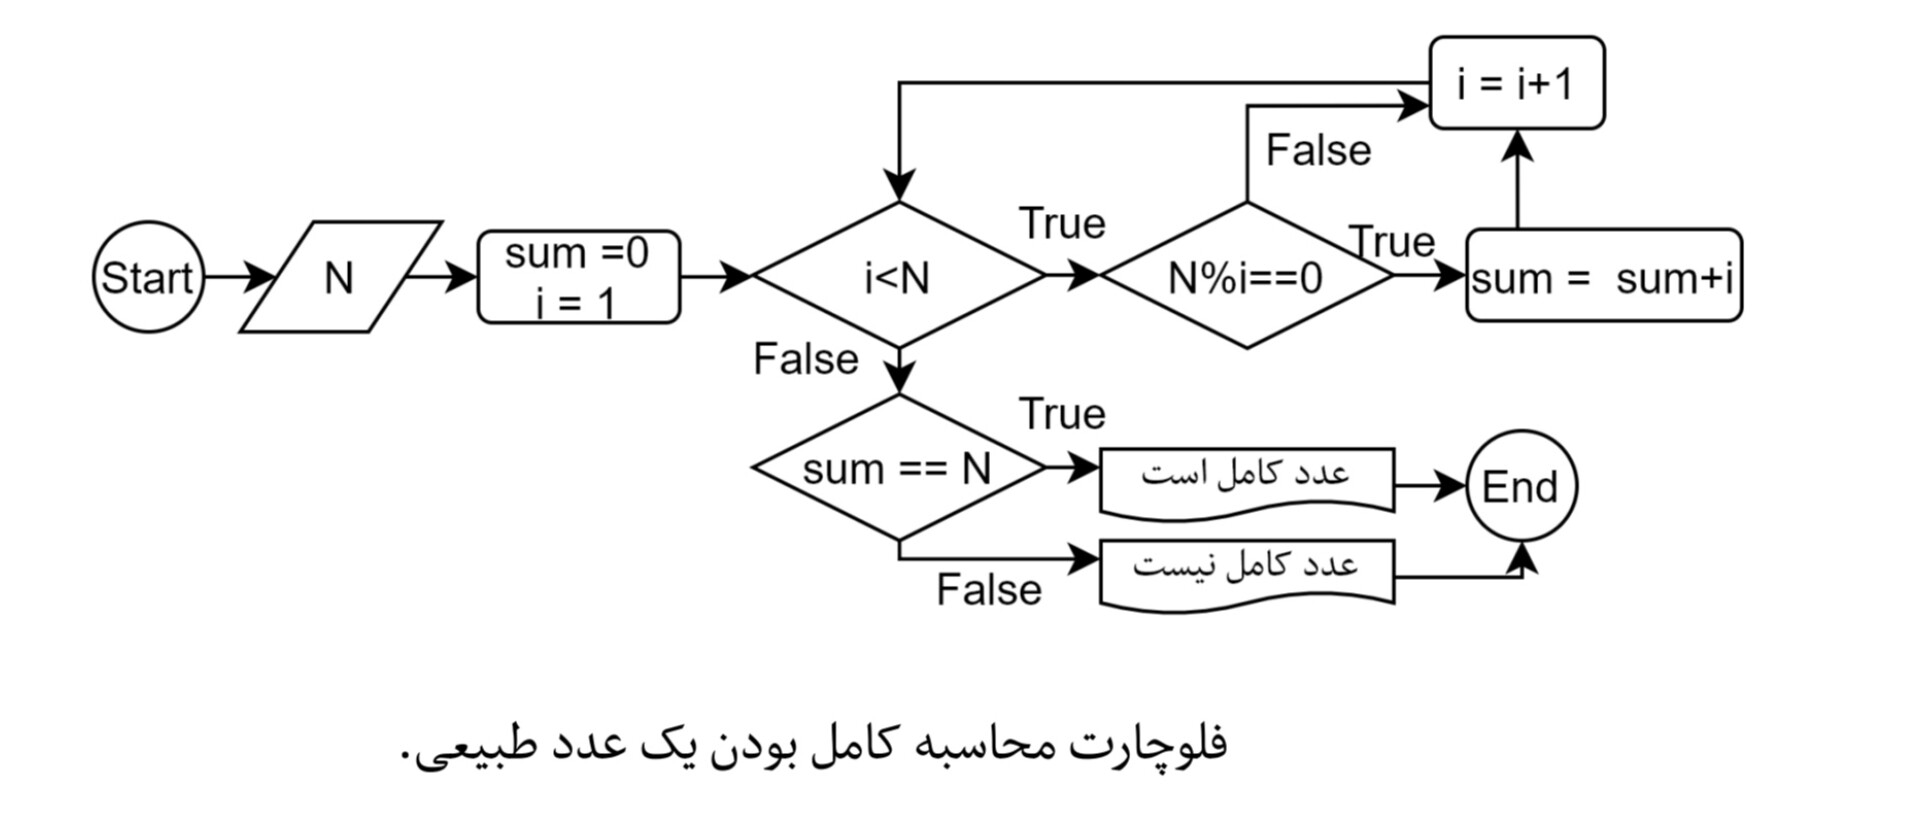 i = i+1
False
Start
N
sum =0
i = 1
i<N
True
N%i==0
True
sum = sum+i
False
sum == N
True
عدد کامل است
End
False
عدد کامل نیست
فلوچارت محاسبه کامل بودن یک عدد طبیعی.